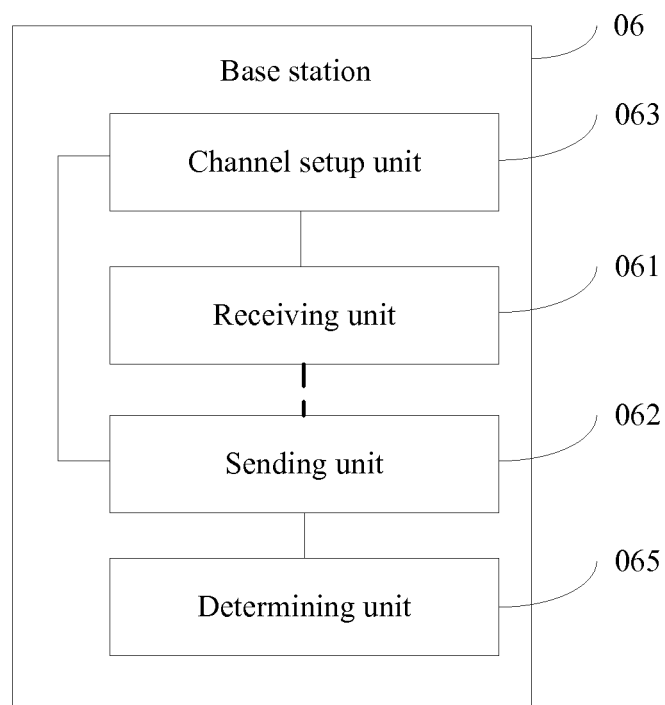 06
Base station
063
Channel setup unit
061
Receiving unit
062
Sending unit
065
Determining unit